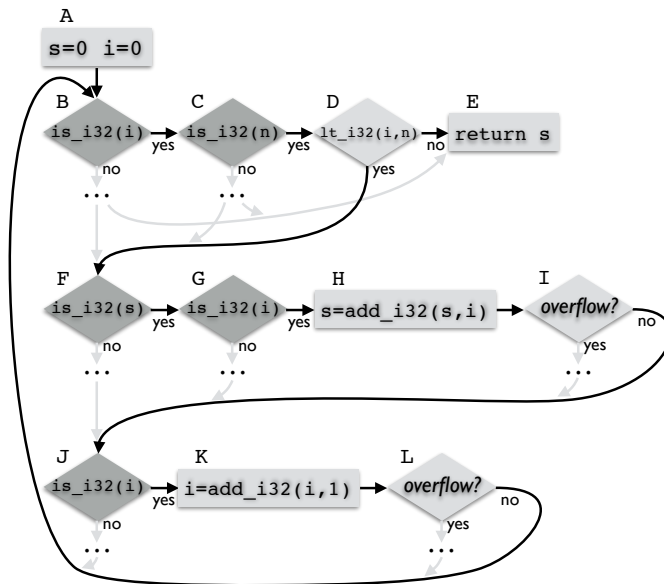 A
s=0 i=0
B
C
D
E
is_i32(i)
yes
is_i32(n)
yes
lt_i32(i,n)
no
return s
no
no
yes
...
...
F
G
H
I
is_i32(s)
yes
is_i32(i)
yes
s=add_i32(s,i)
overflow?
no
no
no
yes
...
...
...
J
K
L
is_i32(i)
yes
i=add_i32(i,1)
overflow?
no
no
yes
...
...